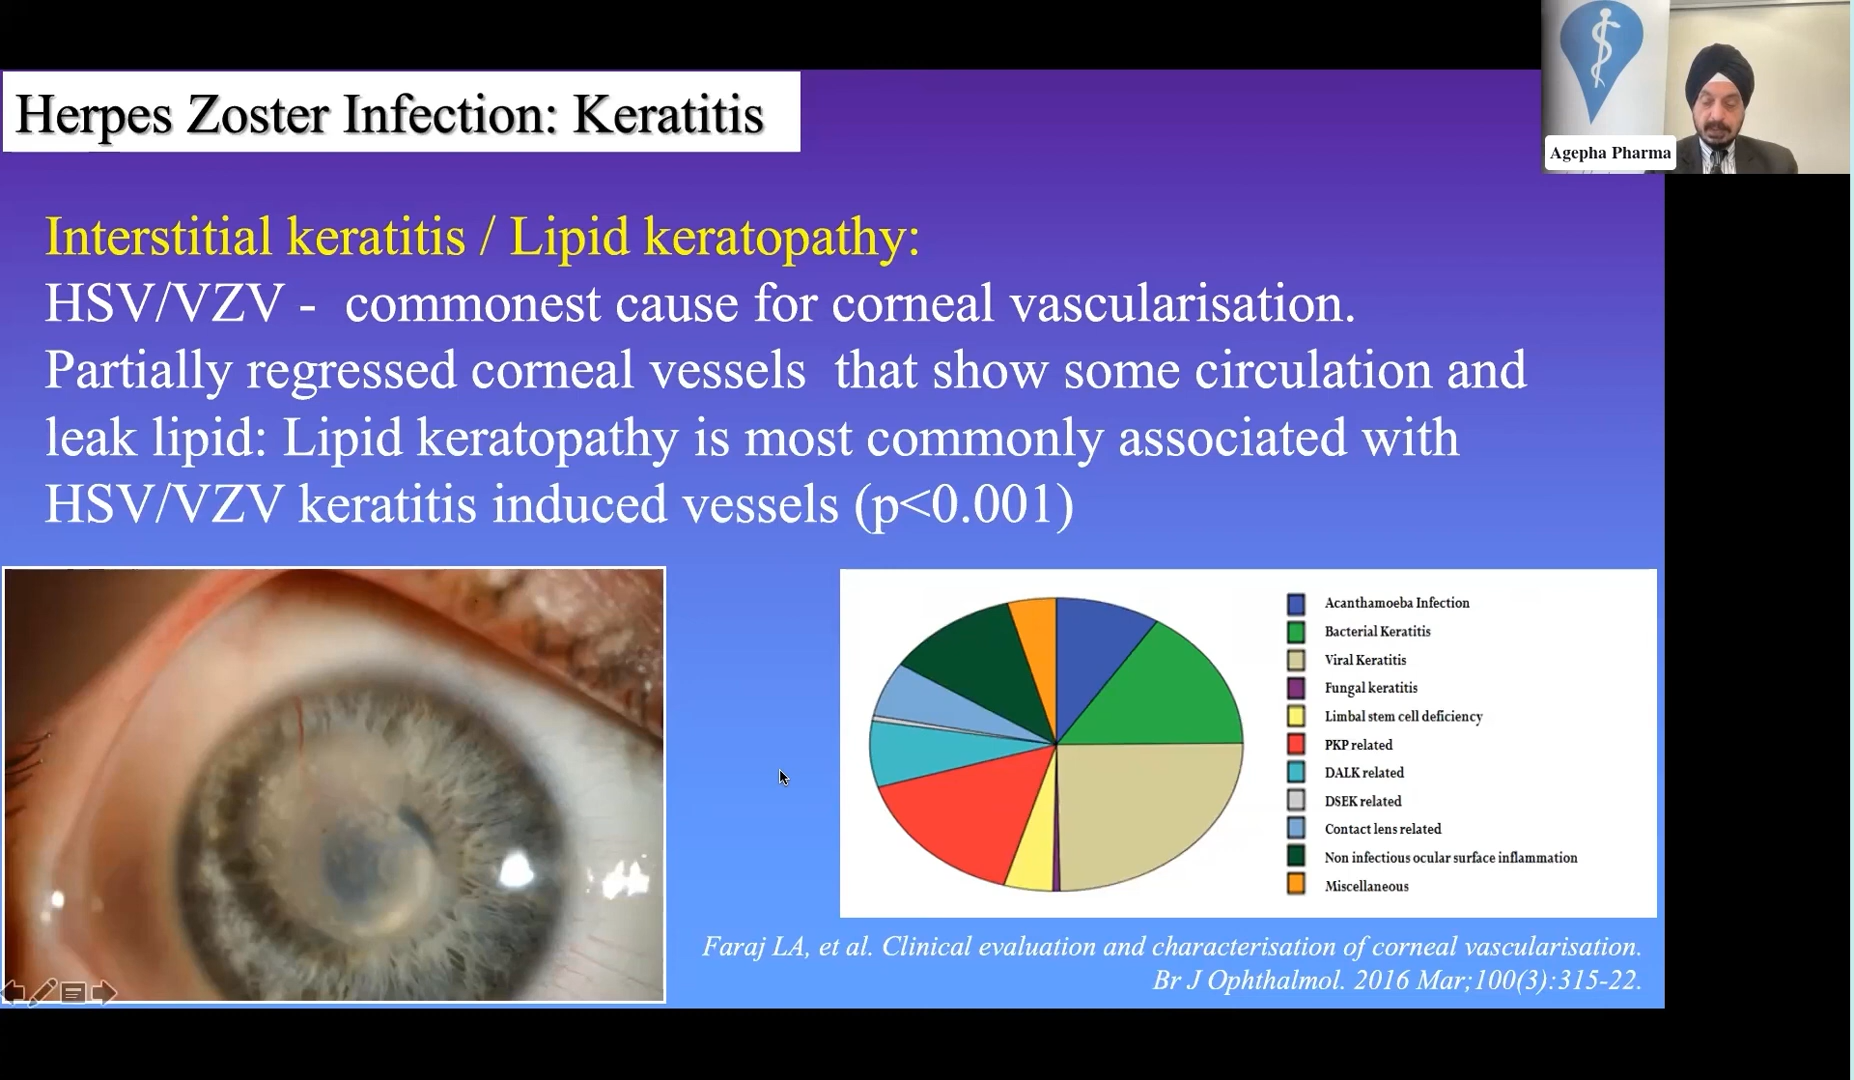 Herpes Zoster Infection: Keratitis
Agepha Pharma
Interstitial keratitis / Lipid keratopathy:
HSV/VZV - commonest cause for corneal vascularisation.
Partially regressed corneal vessels that show some circulation and
leak lipid: Lipid keratopathy is most commonly associated with
HSV/VZV keratitis induced vessels (p<0.001)
Acanthamoeba Infection
Bacterial Keratitis
Viral Keratitis
Fungal keratitis
Limbal stem cell deficiency
PKP related
DALK related
DSEK related
Contact lens related
Non infectious ocular surface inflammation
Miscellaneous
Faraj LA, et al. Clinical evaluation and characterisation of corneal vascularisation.
Br J Ophthalmol. 2016 Mar;100(3):315-22.